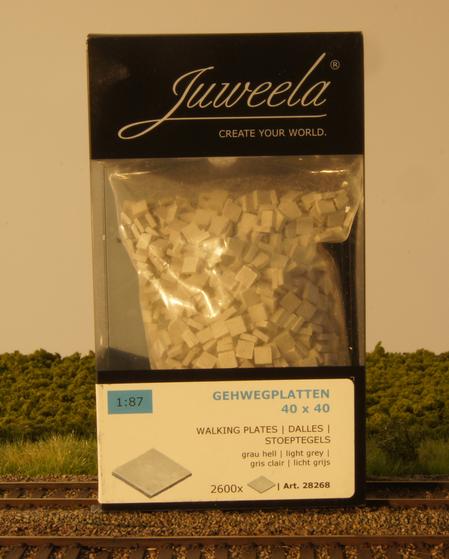 Juweela®
CREATE YOUR WORLD.
1:87
GEHWEGPLATTEN
40 x 40
WALKING PLATES | DALLES |
STOEPTEGELS
grau hell | light grey |
gris clair | licht grijs
2600x | Art. 28268